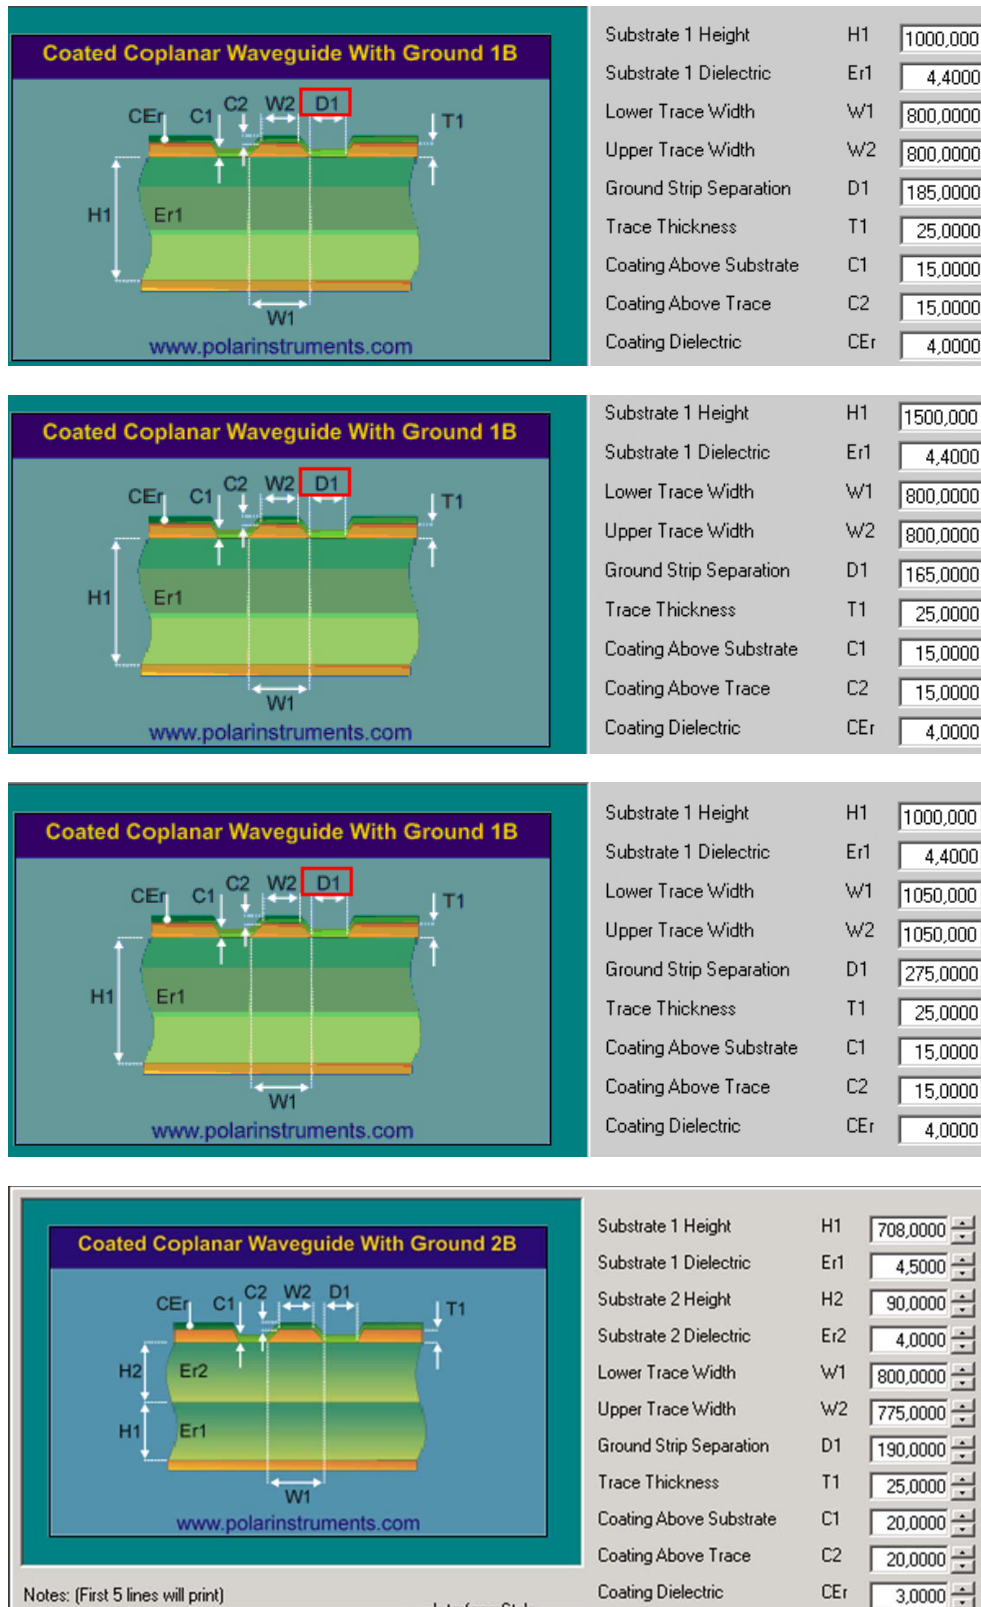 Coated Coplanar Waveguide With Ground 1B
CEr C1 C2 W2 D1 T1
H1 Er1
W1
www.polarinstruments.com
Substrate 1 Height H1 1000,000
Substrate 1 Dielectric Er1 4,4000
Lower Trace Width W1 800,0000
Upper Trace Width W2 800,0000
Ground Strip Separation D1 185,0000
Trace Thickness T1 25,0000
Coating Above Substrate C1 15,0000
Coating Above Trace C2 15,0000
Coating Dielectric CEr 4,0000
Coated Coplanar Waveguide With Ground 1B
CEr C1 C2 W2 D1 T1
H1 Er1
W1
www.polarinstruments.com
Substrate 1 Height H1 1500,000
Substrate 1 Dielectric Er1 4,4000
Lower Trace Width W1 800,0000
Upper Trace Width W2 800,0000
Ground Strip Separation D1 165,0000
Trace Thickness T1 25,0000
Coating Above Substrate C1 15,0000
Coating Above Trace C2 15,0000
Coating Dielectric CEr 4,0000
Coated Coplanar Waveguide With Ground 1B
CEr C1 C2 W2 D1 T1
H1 Er1
W1
www.polarinstruments.com
Substrate 1 Height H1 1000,000
Substrate 1 Dielectric Er1 4,4000
Lower Trace Width W1 1050,000
Upper Trace Width W2 1050,000
Ground Strip Separation D1 275,0000
Trace Thickness T1 25,0000
Coating Above Substrate C1 15,0000
Coating Above Trace C2 15,0000
Coating Dielectric CEr 4,0000
Coated Coplanar Waveguide With Ground 2B
CEr C1 C2 W2 D1 T1
H2 Er2
H1 Er1
W1
www.polarinstruments.com
Substrate 1 Height H1 708,0000
Substrate 1 Dielectric Er1 4,5000
Substrate 2 Height H2 90,0000
Substrate 2 Dielectric Er2 4,0000
Lower Trace Width W1 800,0000
Upper Trace Width W2 775,0000
Ground Strip Separation D1 190,0000
Trace Thickness T1 25,0000
Coating Above Substrate C1 20,0000
Coating Above Trace C2 20,0000
Coating Dielectric CEr 3,0000
Notes: (First 5 lines will print)